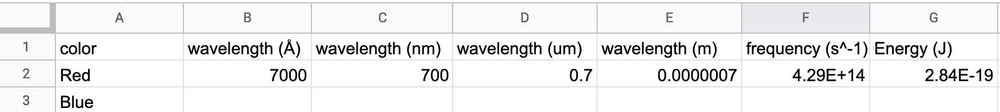 A B C D E F G
1 color wavelength (Å) wavelength (nm) wavelength (um) wavelength (m) frequency (s^-1) Energy (J)
2 Red 7000 700 0.7 0.0000007 4.29E+14 2.84E-19
3 Blue